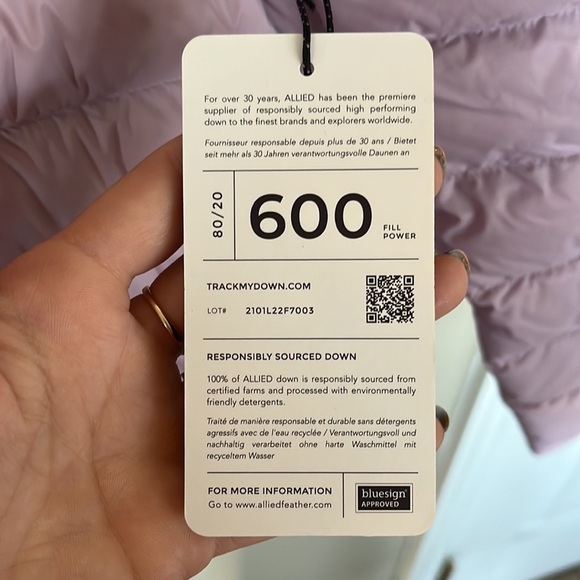 For over 30 years, ALLIED has been the premiere
supplier of responsibly sourced high performing
down to the finest brands and explorers worldwide.
Fournisseur responsable depuis plus de 30 ans / Bietet
seit mehr als 30 Jahren verantwortungsvolle Daunen an
80/20
600
FILL
POWER
TRACKMYDOWN.COM
LOT# 2101L22F7003
RESPONSIBLY SOURCED DOWN
100% of ALLIED down is responsibly sourced from
certified farms and processed with environmentally
friendly detergents.
Traité de manière responsable et durable sans détergents
agressifs avec de l'eau recyclée / Verantwortungsvoll und
nachhaltig verarbeitet ohne harte Waschmittel mit
recyceltem Wasser
FOR MORE INFORMATION
Go to www.alliedfeather.com
bluesign®
APPROVED